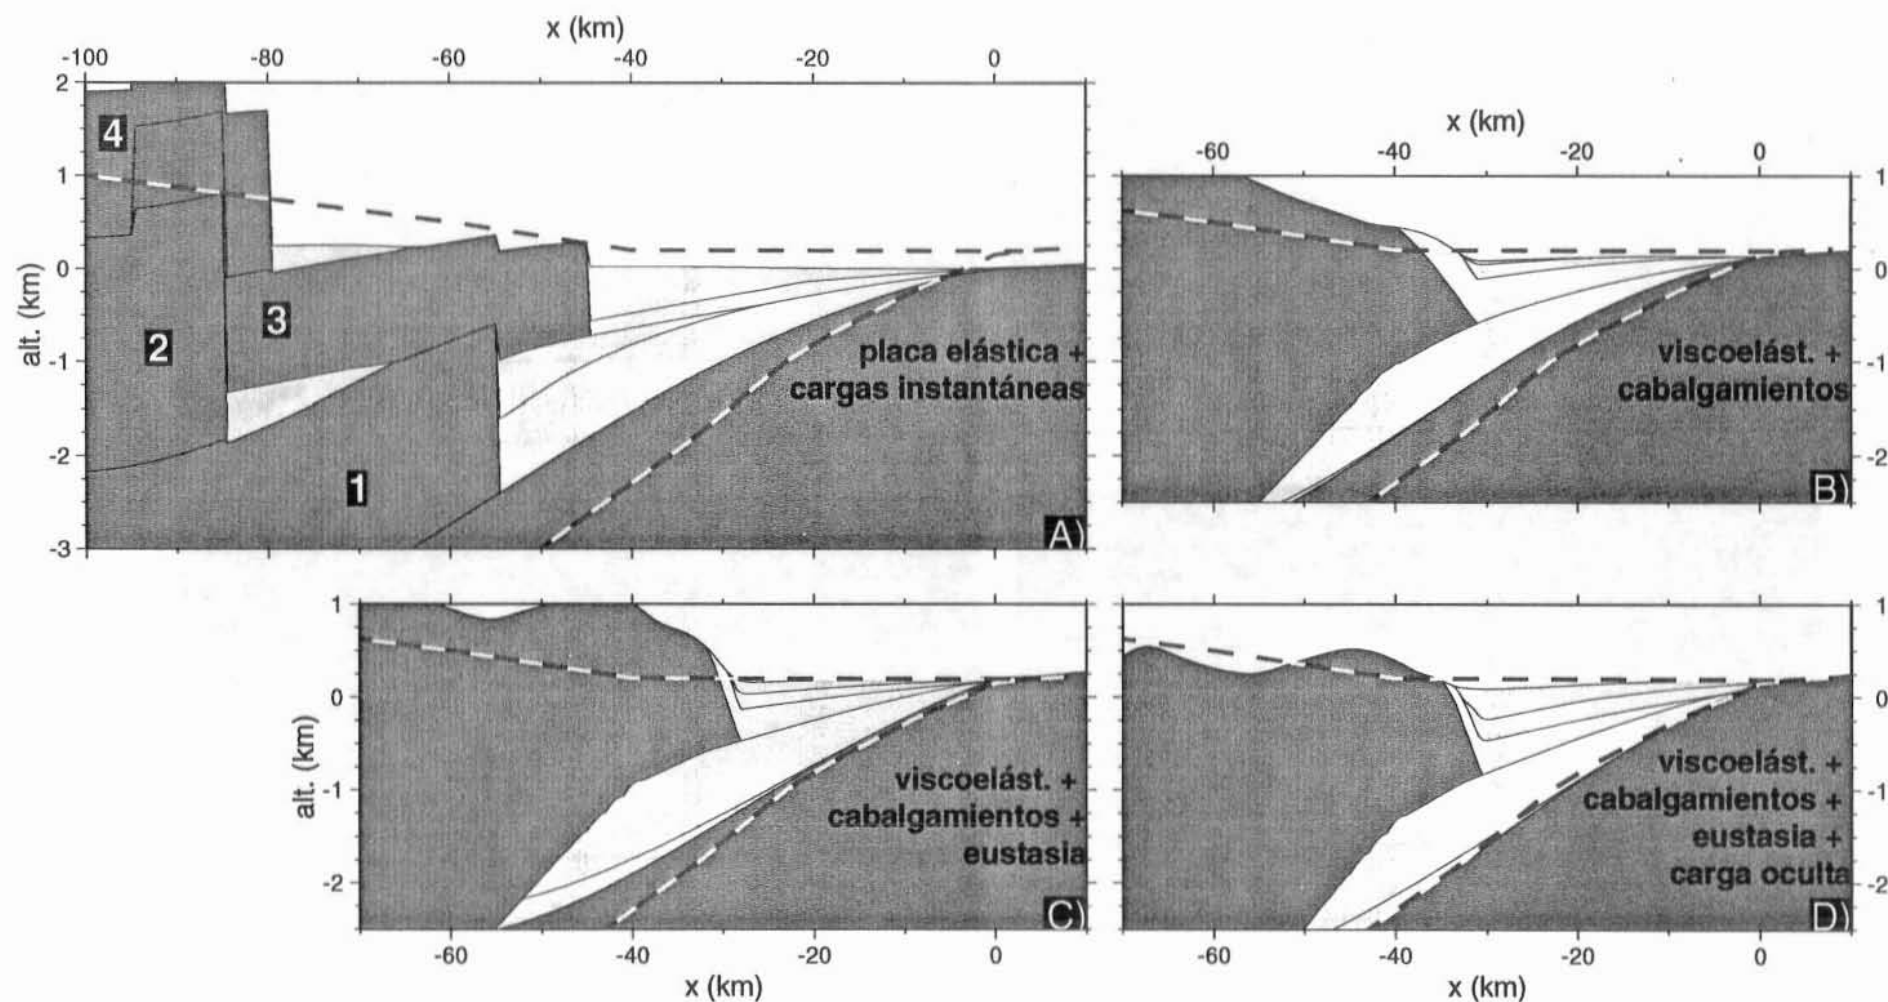 x (km)
-100 -80 -60 -40 -20 0
2
1
0
-1
-2
-3
alt. (km)
4
2
3
1
placa elástica +
cargas instantáneas
A)
x (km)
-60 -40 -20 0
1
0
-1
-2
viscoelást. +
cabalgamientos
B)
1
0
-1
-2
alt. (km)
viscoelást. +
cabalgamientos +
eustasia
C)
-60 -40 -20 0
x (km)
1
0
-1
-2
viscoelást. +
cabalgamientos +
eustasia +
carga oculta
D)
-60 -40 -20 0
x (km)